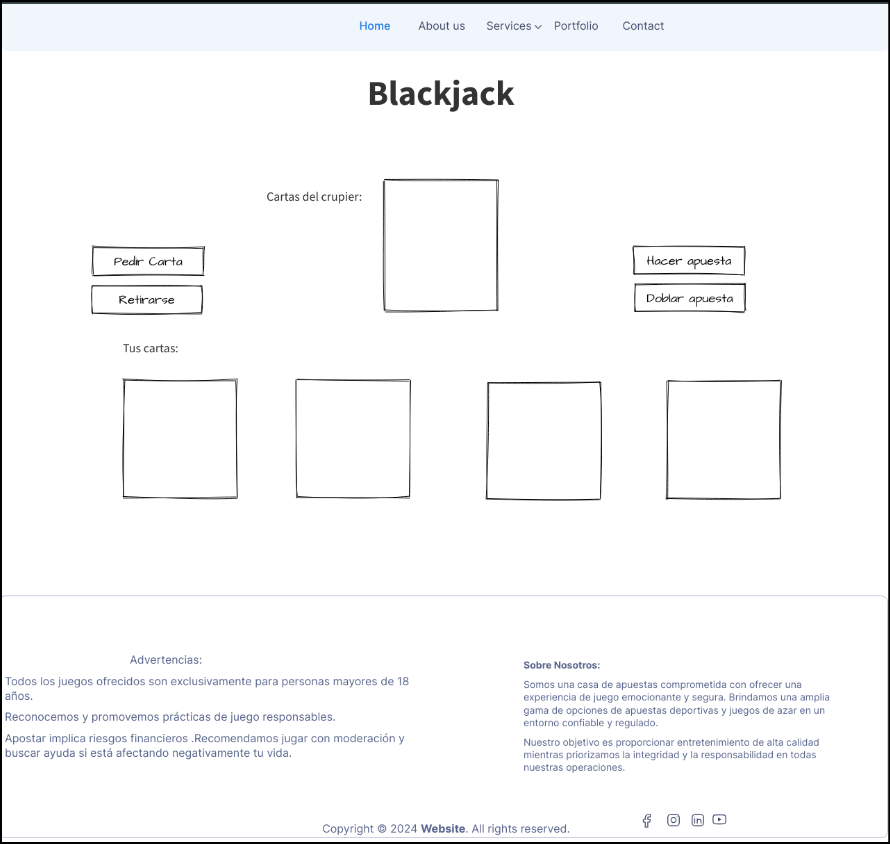 Home About us Services Portfolio Contact
Blackjack
Cartas del crupier:
Pedir Carta
Retirarse
Hacer apuesta
Doblar apuesta
Tus cartas:
Advertencias:
Todos los juegos ofrecidos son exclusivamente para personas mayores de 18
años.
Reconocemos y promovemos prácticas de juego responsables.
Apostar implica riesgos financieros .Recomendamos jugar con moderación y
buscar ayuda si está afectando negativamente tu vida.
Sobre Nosotros:
Somos una casa de apuestas comprometida con ofrecer una
experiencia de juego emocionante y segura. Brindamos una amplia
gama de opciones de apuestas deportivas y juegos de azar en un
entorno confiable y regulado.
Nuestro objetivo es proporcionar entretenimiento de alta calidad
mientras priorizamos la integridad y la responsabilidad en todas
nuestras operaciones.
Copyright © 2024 Website. All rights reserved.